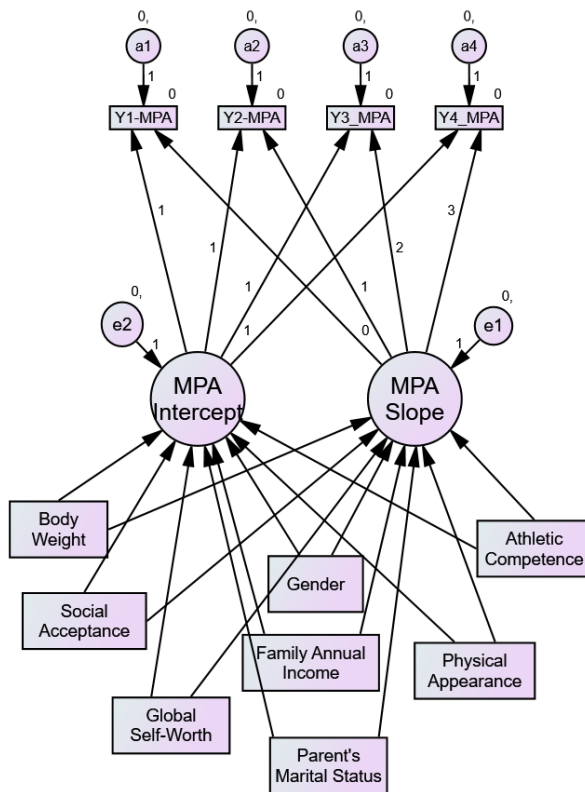 0,
0,
0,
0,
a1
a2
a3
a4
1
0
1
0
1
0
1
0
Y1-MPA
Y2-MPA
Y3_MPA
Y4_MPA
1
1
1
1
0
1
2
3
0,
e2
1
0,
e1
1
MPA
Intercept
MPA
Slope
Body
Weight
Athletic
Competence
Gender
Social
Acceptance
Family Annual
Income
Physical
Appearance
Global
Self-Worth
Parent's
Marital Status